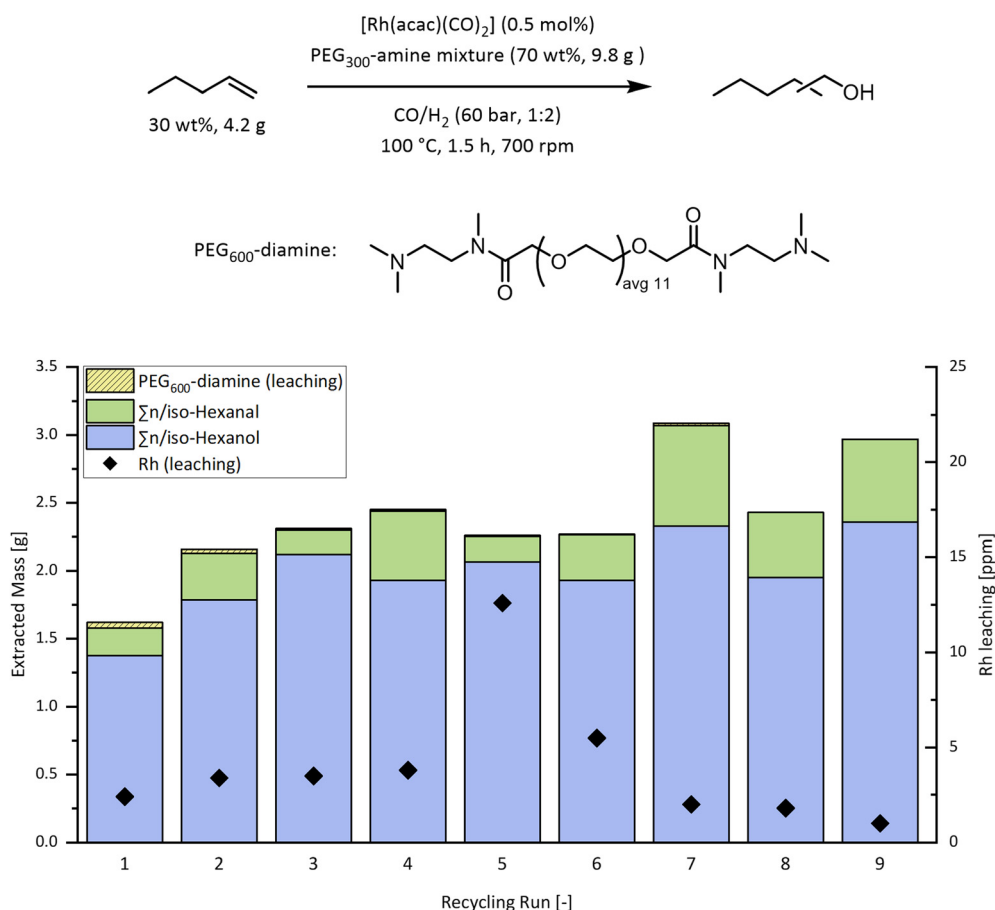 [Rh(acac)(CO)₂] (0.5 mol%)
PEG₃₀₀-amine mixture (70 wt%, 9.8 g )
30 wt%, 4.2 g
CO/H₂ (60 bar, 1:2)
100 °C, 1.5 h, 700 rpm
OH
PEG₆₀₀-diamine:
N
N
O
O
avg 11
O
O
N
N
3.5
3.0
2.5
2.0
1.5
1.0
0.5
0.0
Extracted Mass [g]
PEG₆₀₀-diamine (leaching)
∑n/iso-Hexanal
∑n/iso-Hexanol
Rh (leaching)
25
20
15
10
5
0
Rh leaching [ppm]
1 2 3 4 5 6 7 8 9
Recycling Run [-]